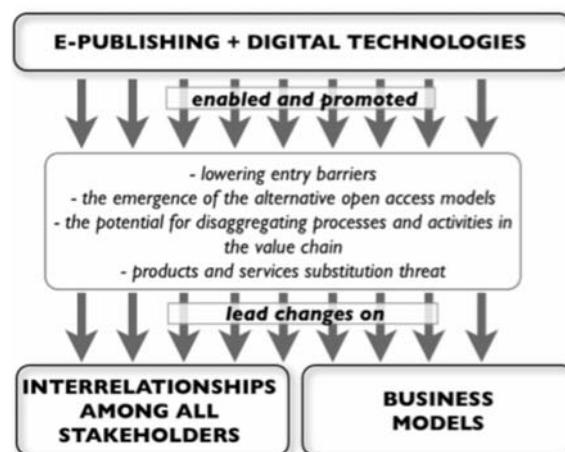 E-PUBLISHING + DIGITAL TECHNOLOGIES
enabled and promoted
- lowering entry barriers
- the emergence of the alternative open access models
- the potential for disaggregating processes and activities in
the value chain
- products and services substitution threat
lead changes on
INTERRELATIONSHIPS
AMONG ALL
STAKEHOLDERS
BUSINESS
MODELS